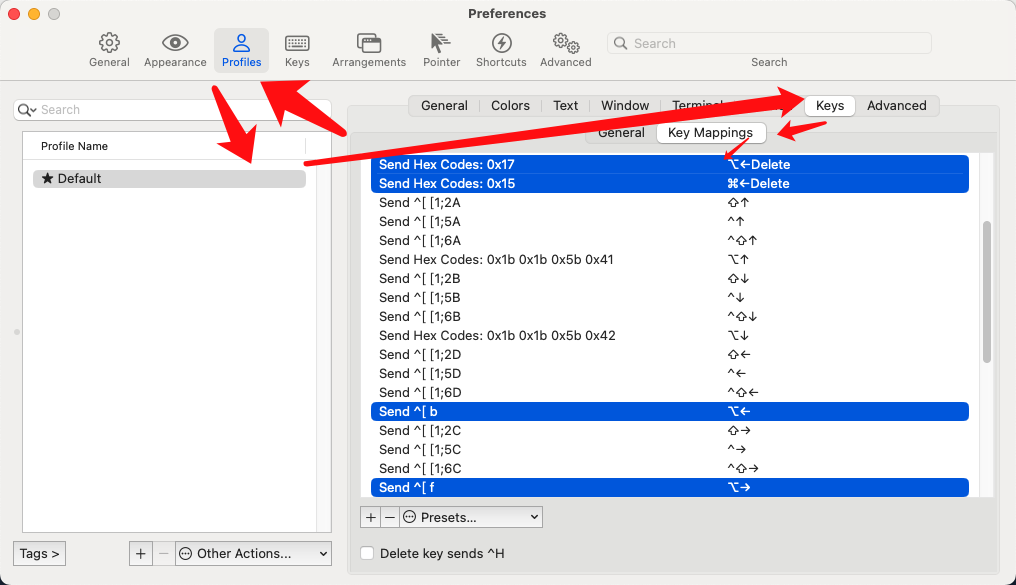 Preferences
General Appearance Profiles Keys Arrangements Pointer Shortcuts Advanced Search
Search
Search
Profile Name
★ Default
General Colors Text Window Terminal Keys Advanced
General Key Mappings
Send Hex Codes: 0x17 ⌥←Delete
Send Hex Codes: 0x15 ⌘←Delete
Send ^[ [1;2A ⇧↑
Send ^[ [1;5A ^↑
Send ^[ [1;6A ^⇧↑
Send Hex Codes: 0x1b 0x1b 0x5b 0x41 ⌥↑
Send ^[ [1;2B ⇧↓
Send ^[ [1;5B ^↓
Send ^[ [1;6B ^⇧↓
Send Hex Codes: 0x1b 0x1b 0x5b 0x42 ⌥↓
Send ^[ [1;2D ⇧←
Send ^[ [1;5D ^←
Send ^[ [1;6D ^⇧←
Send ^[ b ⌥←
Send ^[ [1;2C ⇧→
Send ^[ [1;5C ^→
Send ^[ [1;6C ^⇧→
Send ^[ f ⌥→
+ − Presets...
Tags > + − Other Actions...
Delete key sends ^H